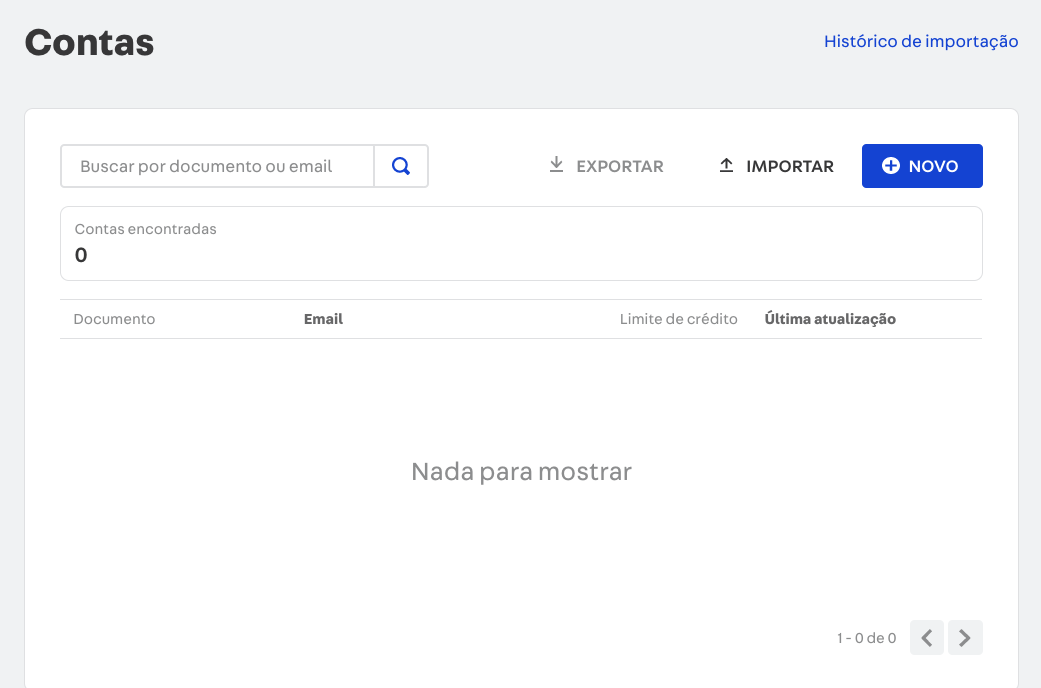 Contas
Histórico de importação
Buscar por documento ou email
EXPORTAR
IMPORTAR
NOVO
Contas encontradas
0
Documento
Email
Limite de crédito
Última atualização
Nada para mostrar
1 - 0 de 0